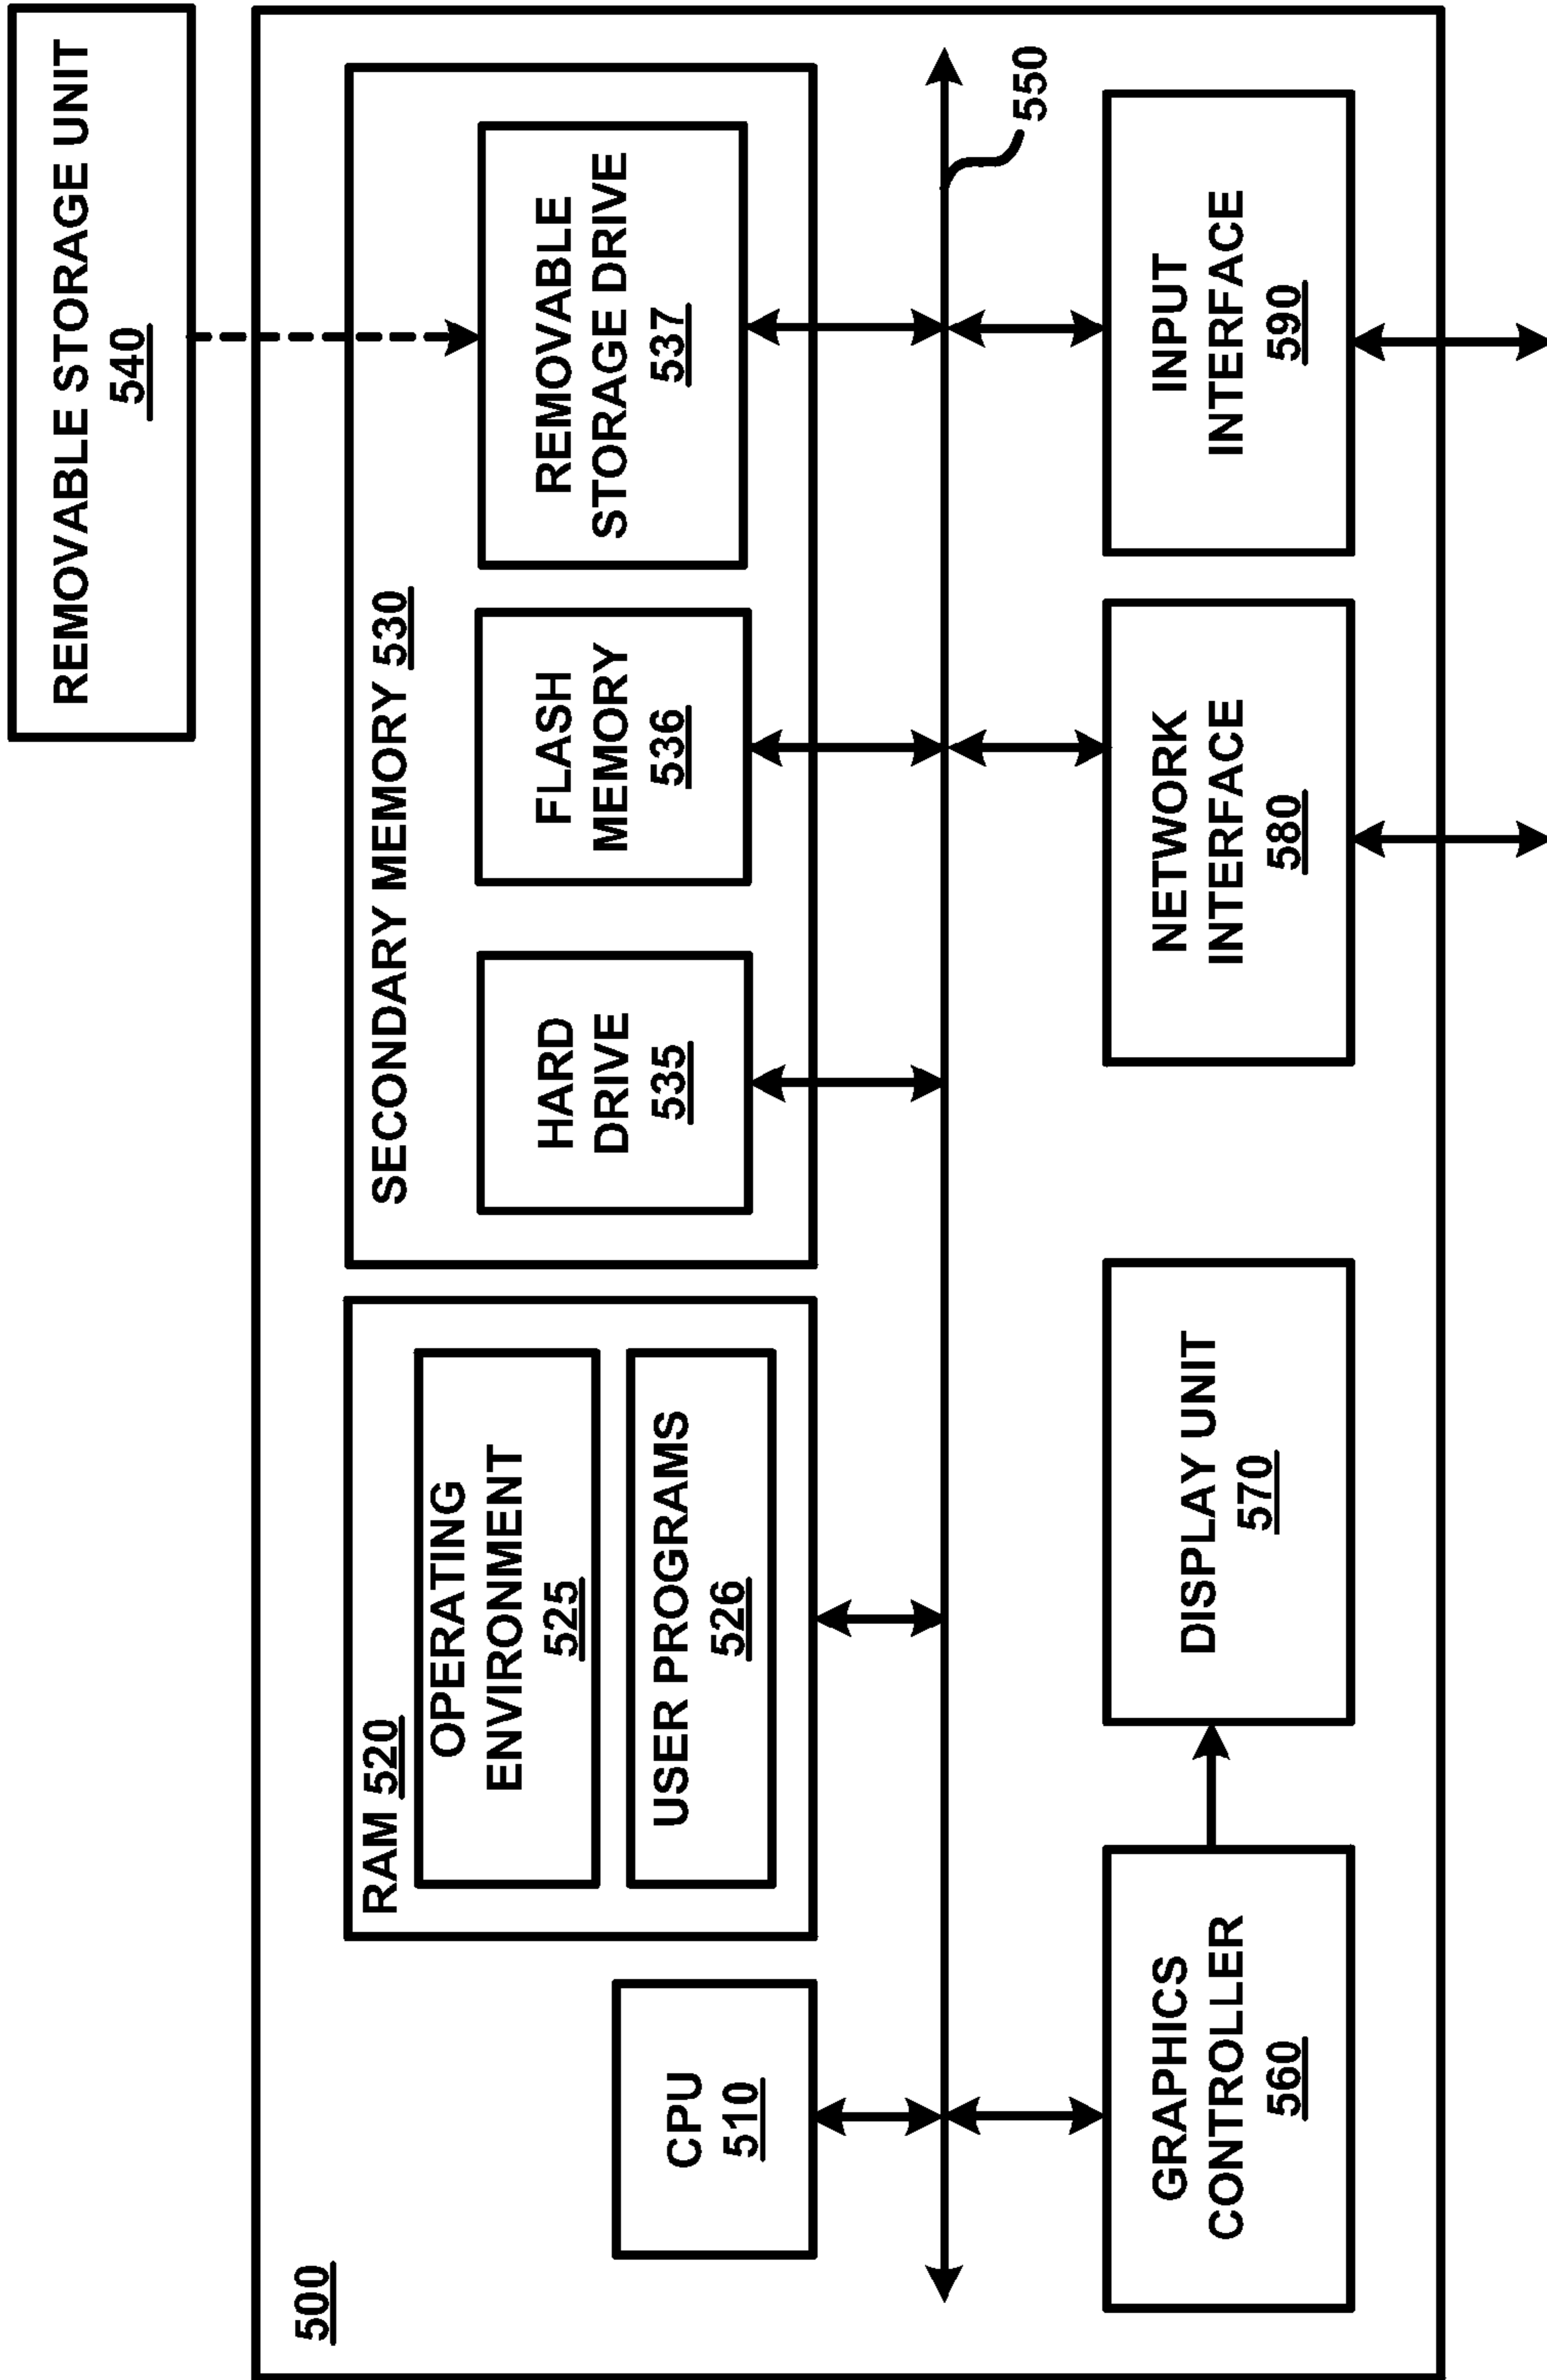 REMOVABLE STORAGE UNIT
540
500
SECONDARY MEMORY 530
RAM 520
OPERATING
ENVIRONMENT
525
USER PROGRAMS
526
CPU
510
HARD
DRIVE
535
FLASH
MEMORY
536
REMOVABLE
STORAGE DRIVE
537
550
GRAPHICS
CONTROLLER
560
DISPLAY UNIT
570
NETWORK
INTERFACE
580
INPUT
INTERFACE
590